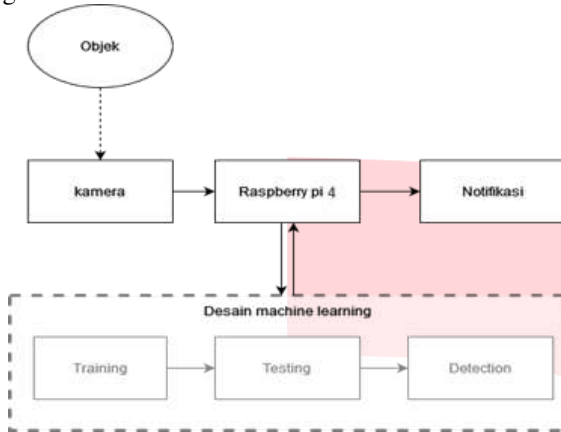 Objek
kamera
Raspberry pi 4
Notifikasi
Desain machine learning
Training
Testing
Detection